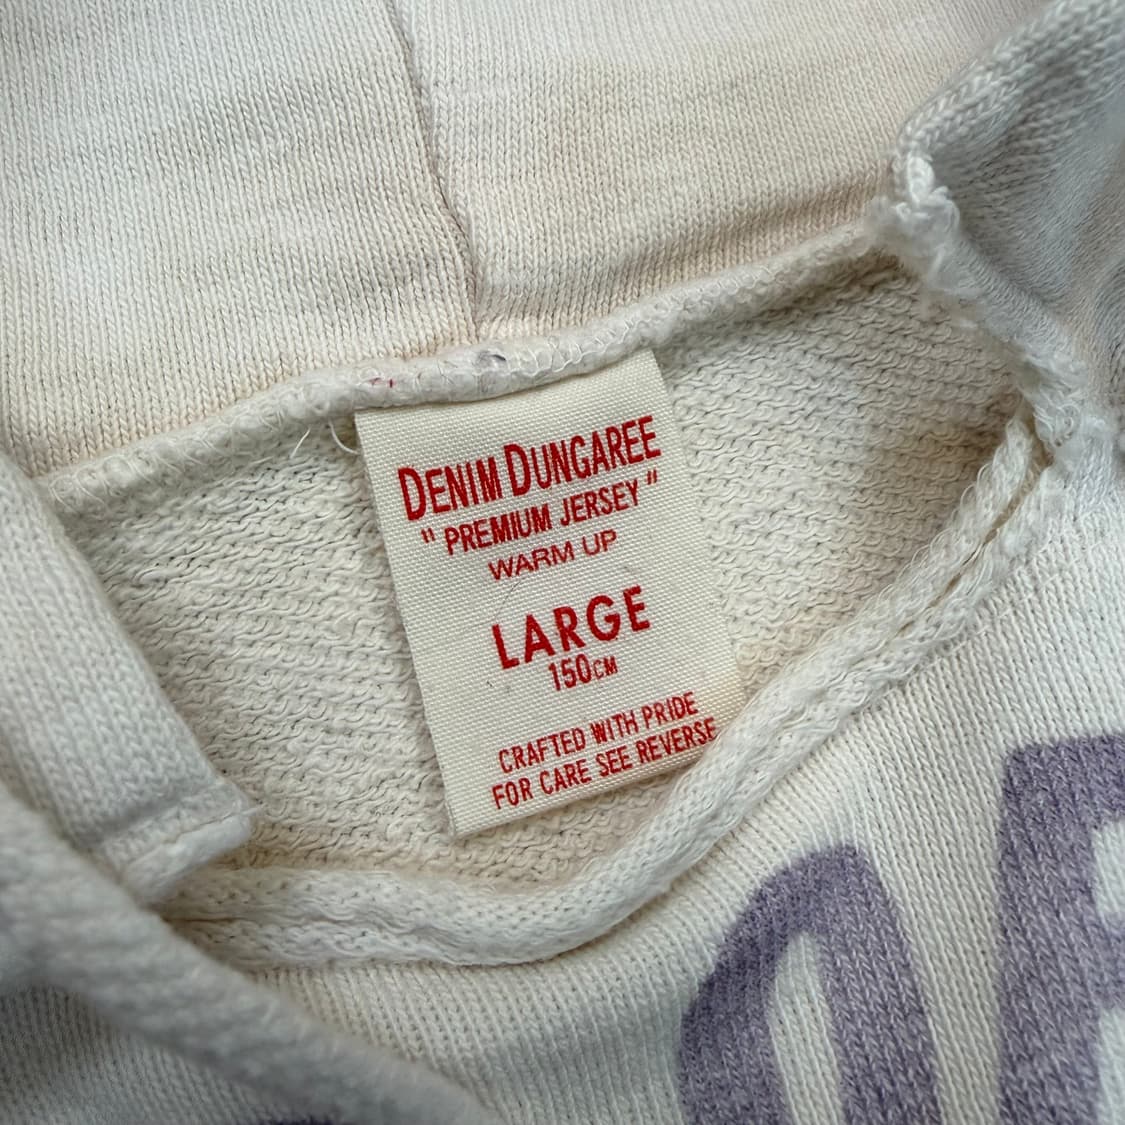 DENIM DUNGAREE
" PREMIUM JERSEY "
WARM UP
LARGE
150CM
CRAFTED WITH PRIDE
FOR CARE SEE REVERSE